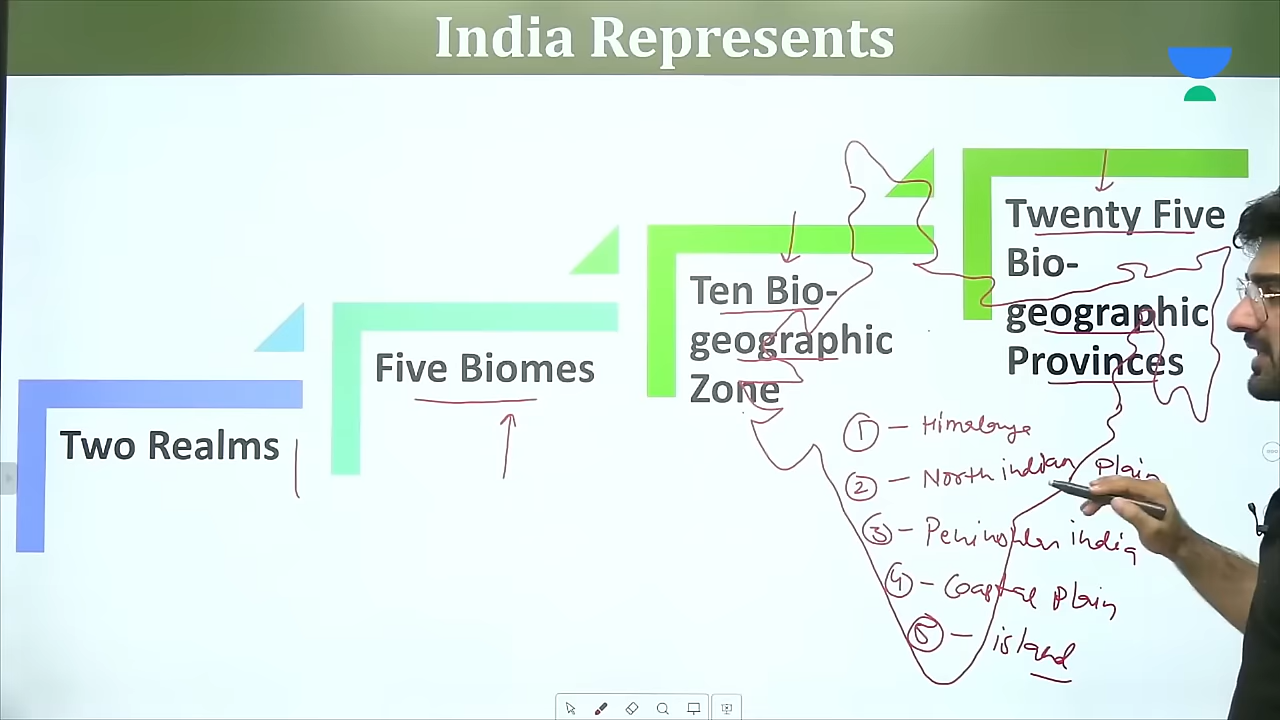 India Represents
Two Realms
Five Biomes
Ten Bio-
geographic
Zone
Twenty Five
Bio-
geographic
Provinces
① - Himalaya
② - North indian plain
③ - Peninsular india
④ - Coastal plain
⑤ - island